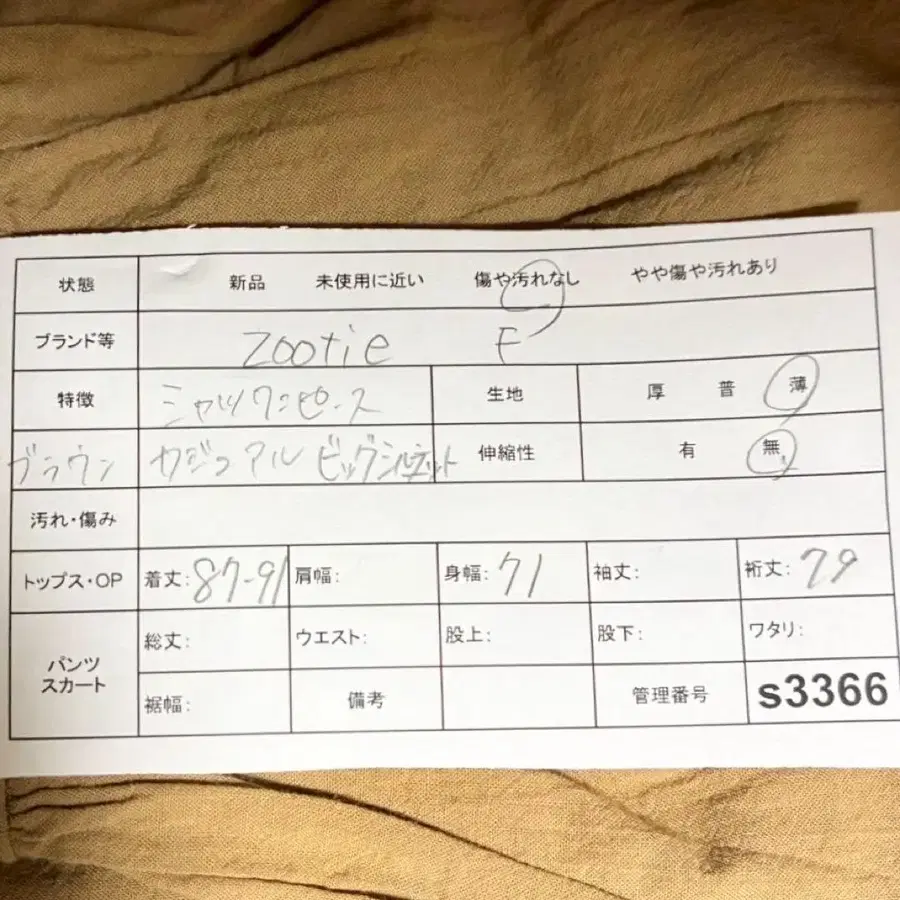 状態 新品 未使用に近い 傷や汚れなし やや傷や汚れあり
ブランド等 zootie F
特徴 シャツワンピース 生地 厚 普 薄
ブラウン カジュアル ビッグシルエット 伸縮性 有 無
汚れ・傷み
トップス・OP 着丈: 87-91 肩幅: 身幅: 71 袖丈: 裄丈: 79
パンツ スカート 総丈: ウエスト: 股上: 股下: ワタリ:
裾幅: 備考 管理番号 s3366